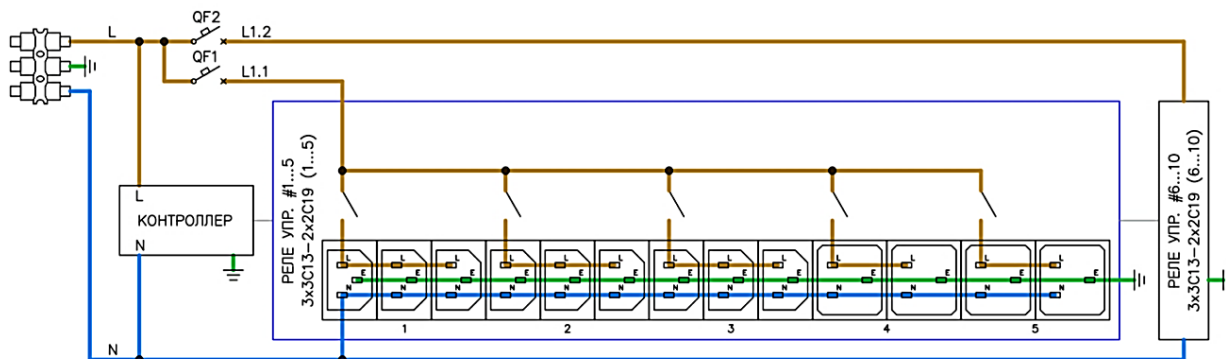 QF2
L
L1.2
QF1
L1.1
РЕЛЕ УПР. #1...5
3x3C13-2x2C19 (1...5)
РЕЛЕ УПР. #6...10
3x3C13-2x2C19 (6...10)
L
КОНТРОЛЛЕР
N
L L L L L L L L L L L L L
E E E E E E E E E E E E E
N N N N N N N N N N N N N
1 2 3 4 5
N